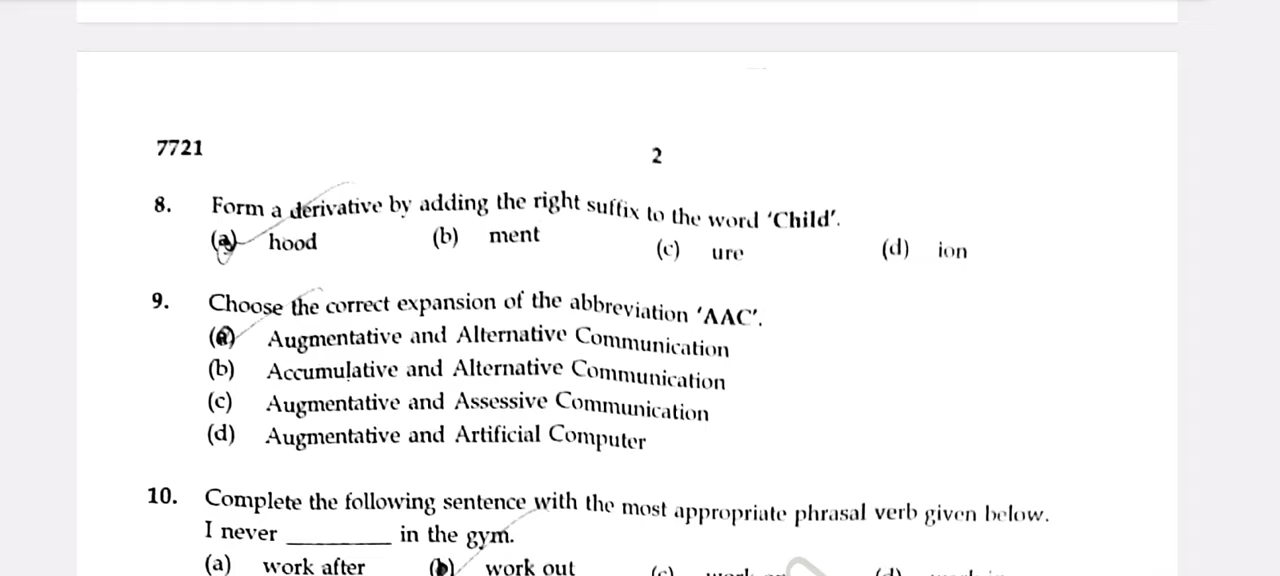 7721
2
8. Form a derivative by adding the right suffix to the word 'Child'.
(a) hood (b) ment (c) ure (d) ion
9. Choose the correct expansion of the abbreviation 'AAC'.
(a) Augmentative and Alternative Communication
(b) Accumulative and Alternative Communication
(c) Augmentative and Assessive Communication
(d) Augmentative and Artificial Computer
10. Complete the following sentence with the most appropriate phrasal verb given below.
I never ________ in the gym.
(a) work after (b) work out (c) (d)